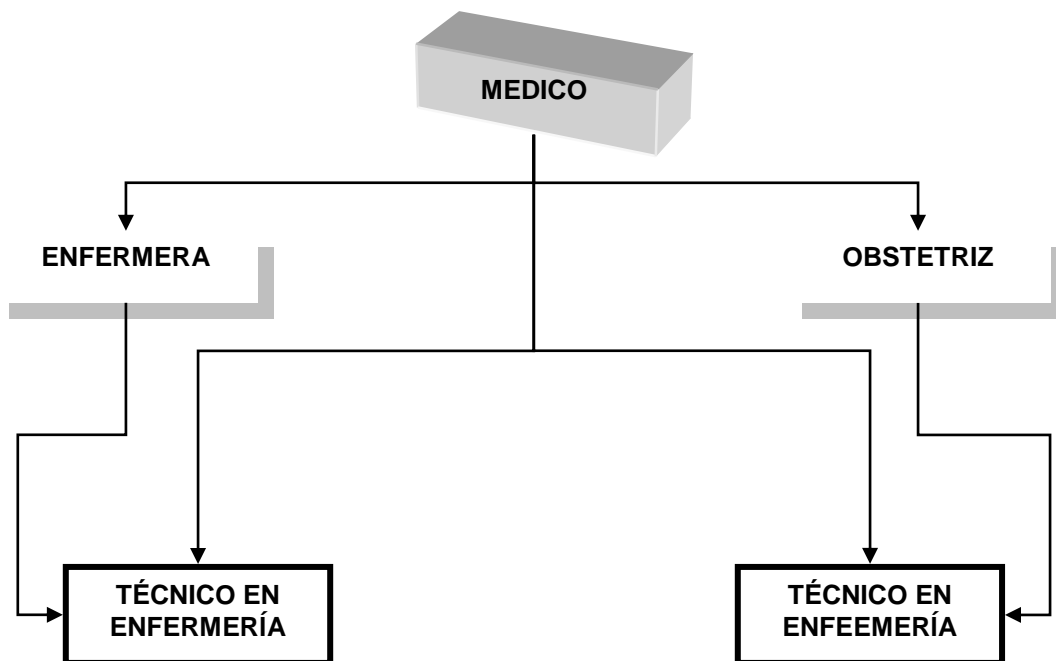 MEDICO
ENFERMERA
OBSTETRIZ
TÉCNICO EN
ENFERMERÍA
TÉCNICO EN
ENFEEMERÍA